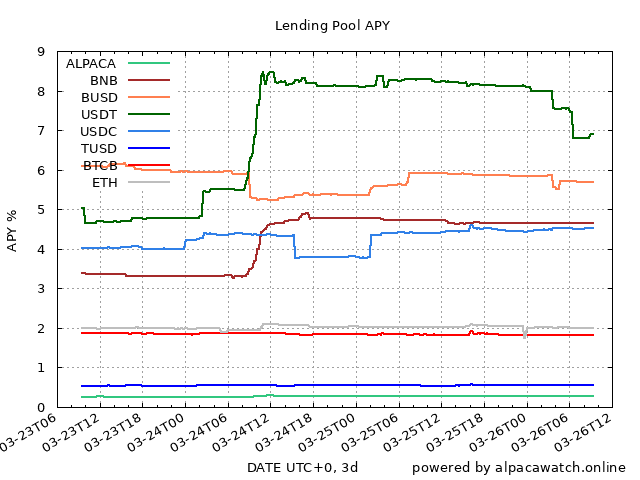 Lending Pool APY
9
8
7
6
5
4
3
2
1
0
APY %
ALPACA
BNB
BUSD
USDT
USDC
TUSD
BTCB
ETH
03-23T06
03-23T12
03-24T00
03-24T06
03-24T12
03-24T18
03-25T00
03-25T06
03-25T12
03-25T18
03-26T00
03-26T06
03-26T12
DATE UTC+0, 3d
powered by alpacawatch.online